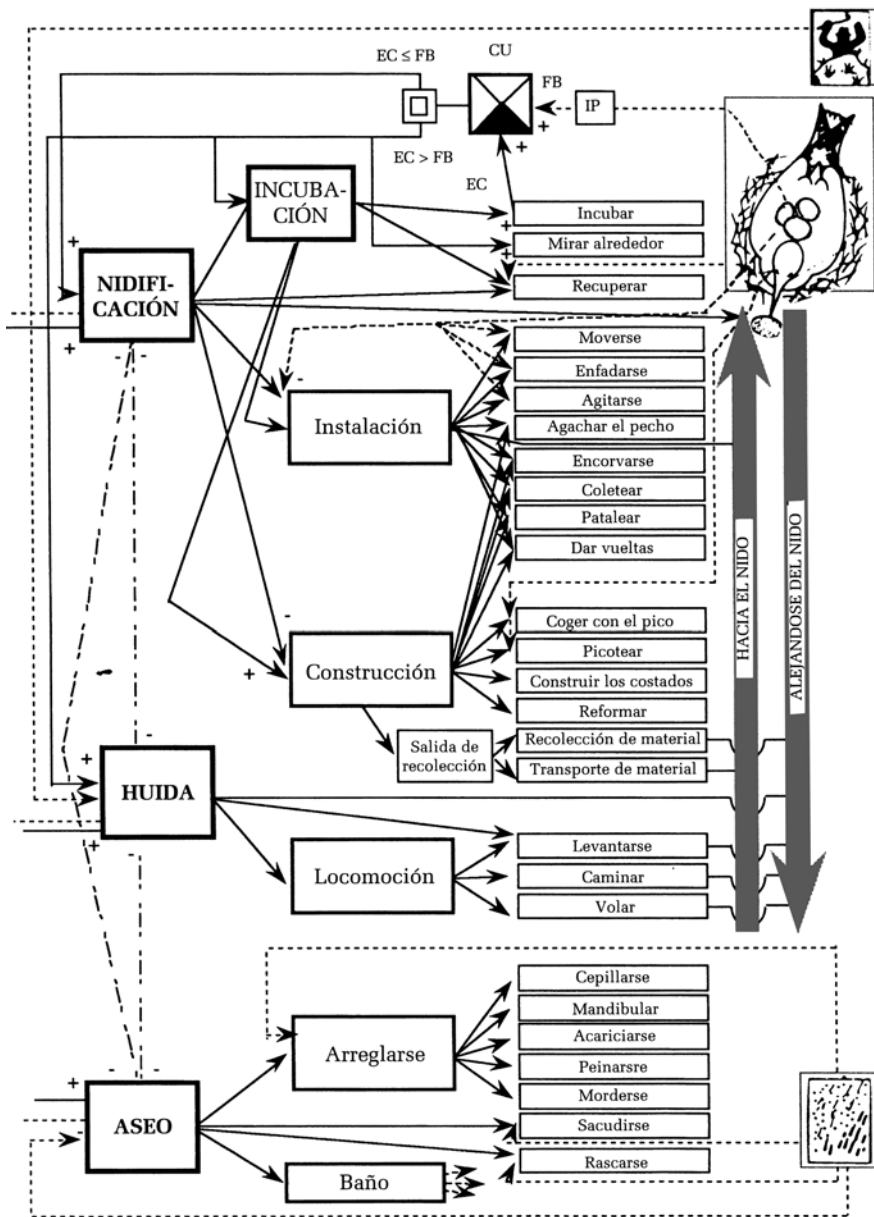 EC ≤ FB
CU
FB
IP
EC > FB
EC
INCUBA-
CIÓN
Incubar
Mirar alrededor
Recuperar
NIDIFI-
CACIÓN
Moverse
Enfadarse
Agitarse
Agachar el pecho
Encorvarse
Coletear
Patalear
Dar vueltas
Instalación
HACIA EL NIDO
ALEJANDOSE DEL NIDO
Coger con el pico
Picotear
Construir los costados
Reformar
Construcción
Salida de
recolección
Recolección de material
Transporte de material
HUIDA
Locomoción
Levantarse
Caminar
Volar
Cepillarse
Mandibular
Acariciarse
Peinarsre
Morderse
Arreglarse
ASEO
Sacudirse
Rascarse
Baño